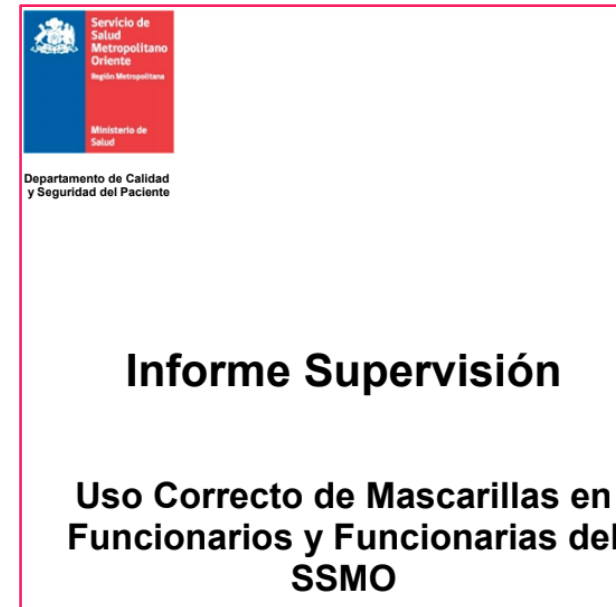 Servicio de
Salud
Metropolitano
Oriente
Región Metropolitana
Ministerio de
Salud
Departamento de Calidad
y Seguridad del Paciente
Informe Supervisión
Uso Correcto de Mascarillas en
Funcionarios y Funcionarias del
SSMO